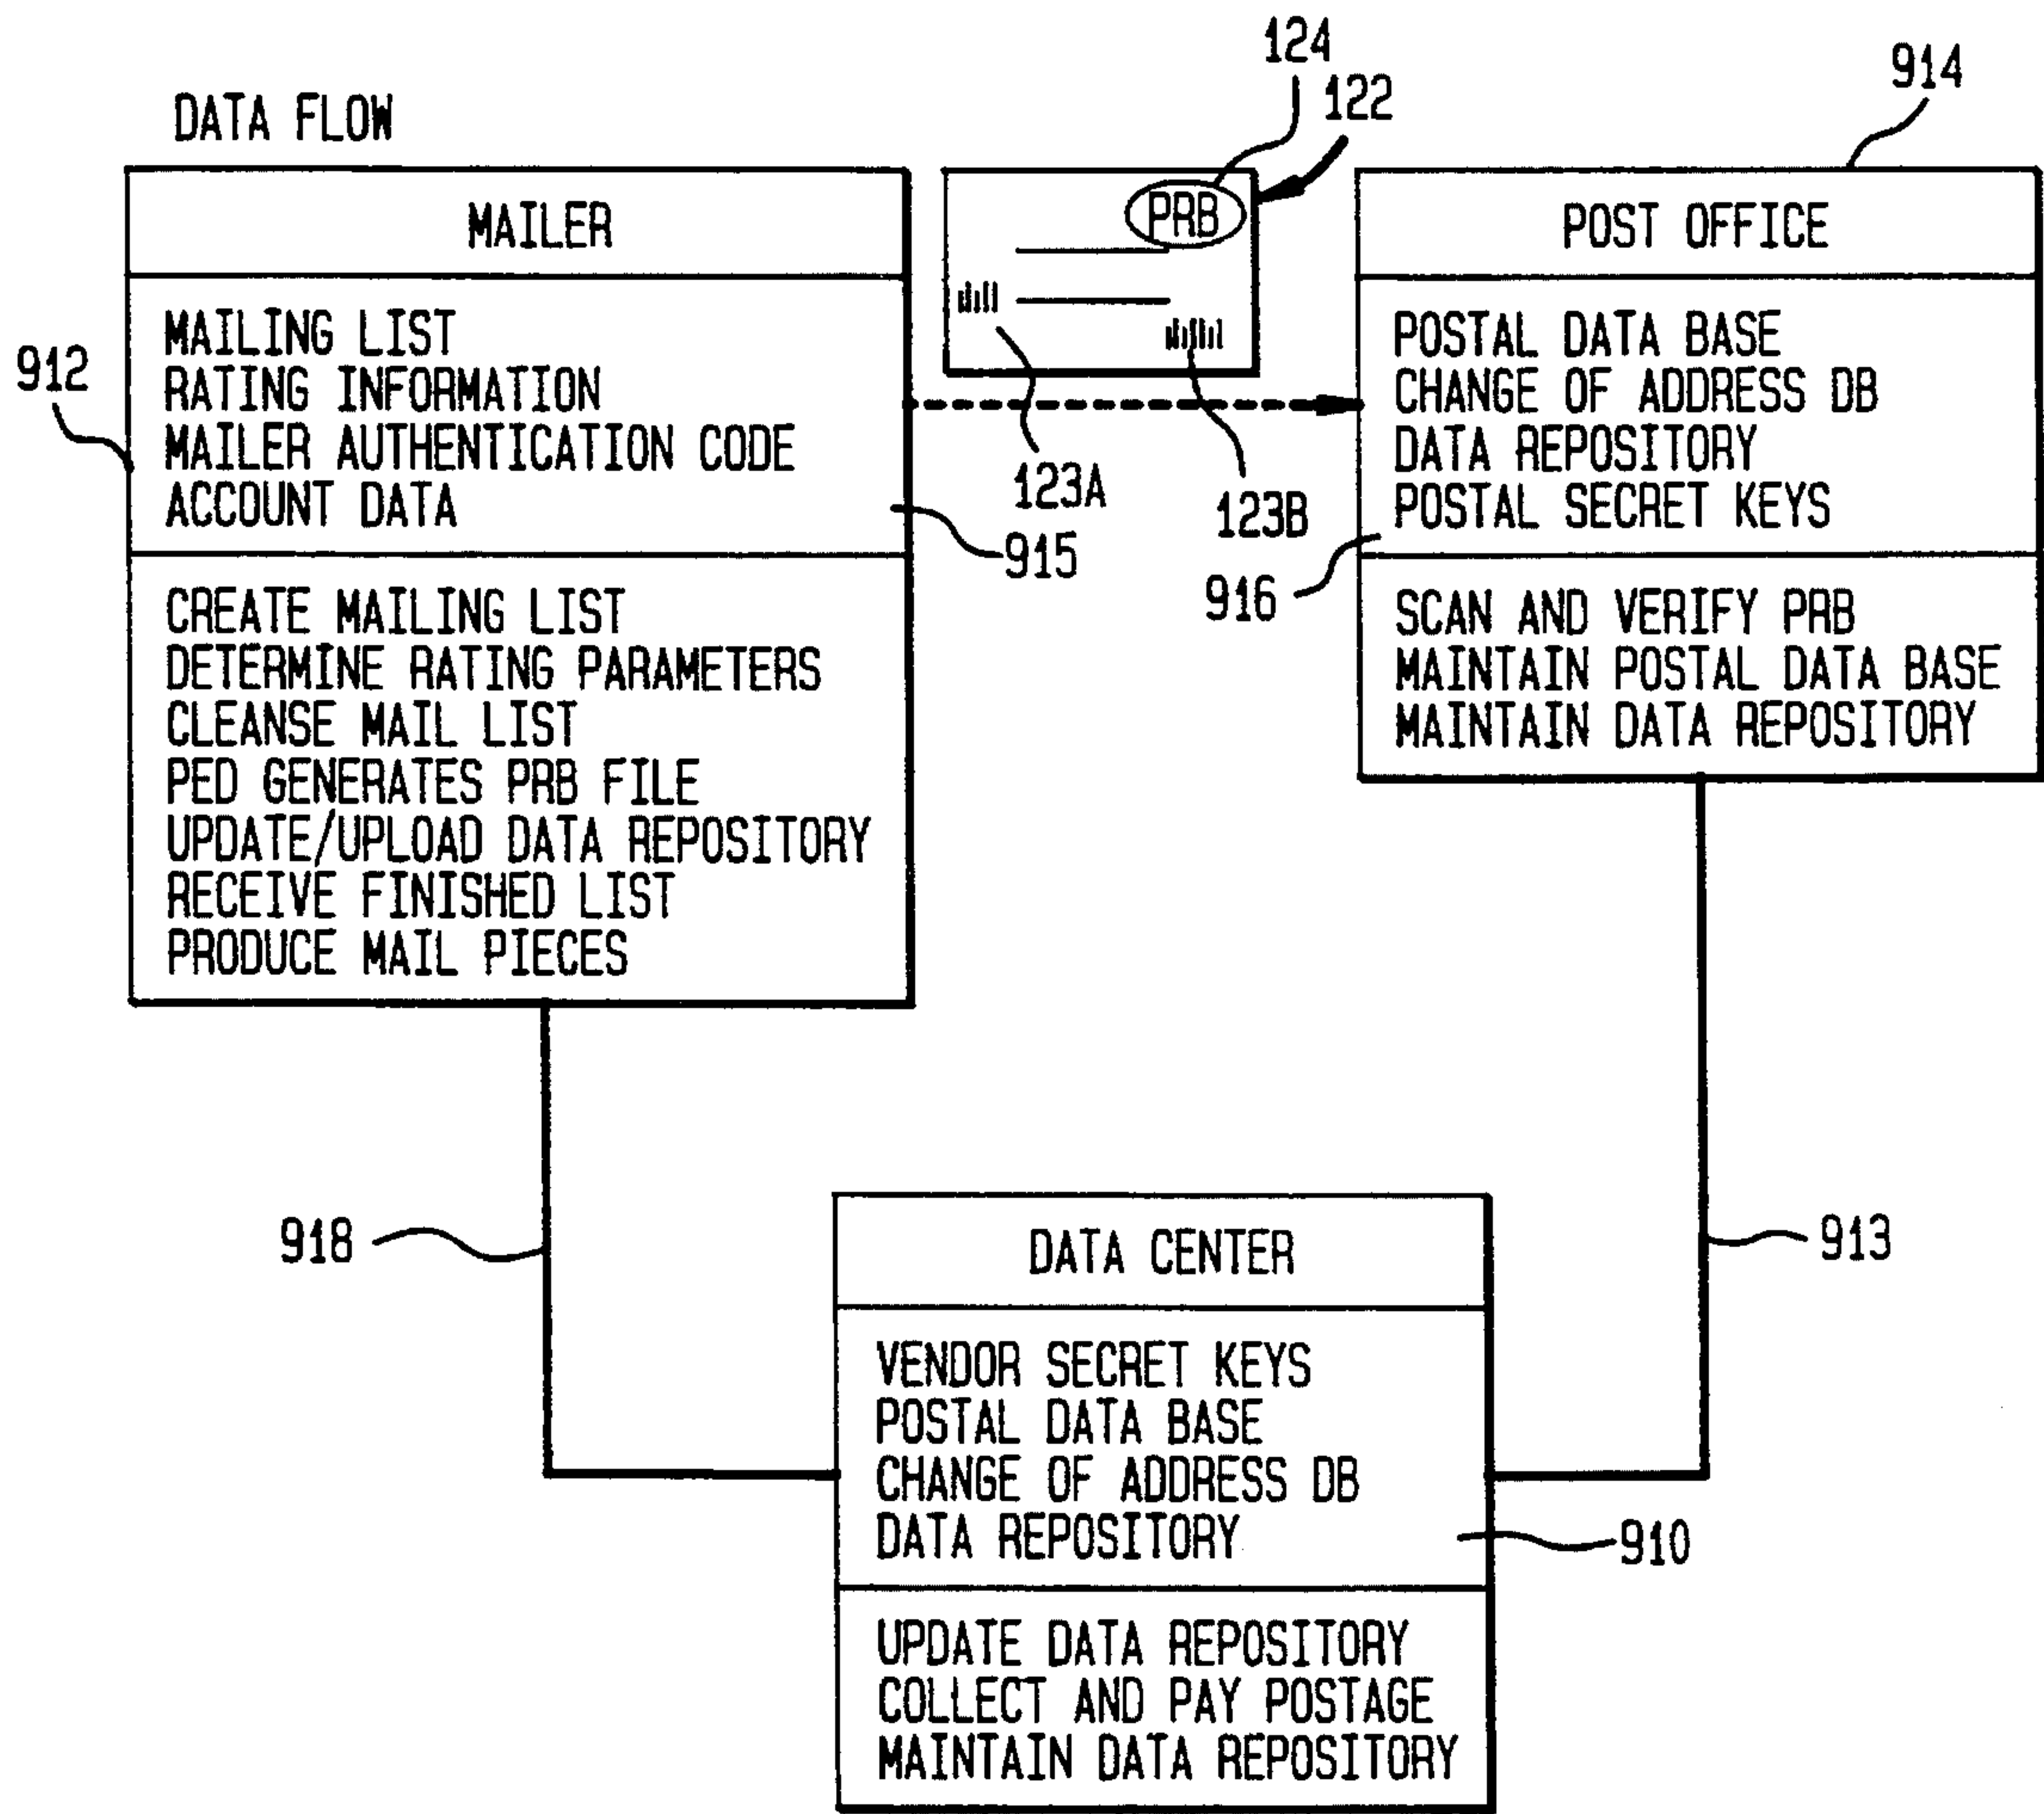 DATA FLOW
124
122
914
MAILER
PRB
POST OFFICE
912
MAILING LIST
RATING INFORMATION
MAILER AUTHENTICATION CODE
ACCOUNT DATA
123A
123B
915
POSTAL DATA BASE
CHANGE OF ADDRESS DB
DATA REPOSITORY
POSTAL SECRET KEYS
916
CREATE MAILING LIST
DETERMINE RATING PARAMETERS
CLEANSE MAIL LIST
PED GENERATES PRB FILE
UPDATE/UPLOAD DATA REPOSITORY
RECEIVE FINISHED LIST
PRODUCE MAIL PIECES
SCAN AND VERIFY PRB
MAINTAIN POSTAL DATA BASE
MAINTAIN DATA REPOSITORY
918
913
DATA CENTER
VENDOR SECRET KEYS
POSTAL DATA BASE
CHANGE OF ADDRESS DB
DATA REPOSITORY
910
UPDATE DATA REPOSITORY
COLLECT AND PAY POSTAGE
MAINTAIN DATA REPOSITORY